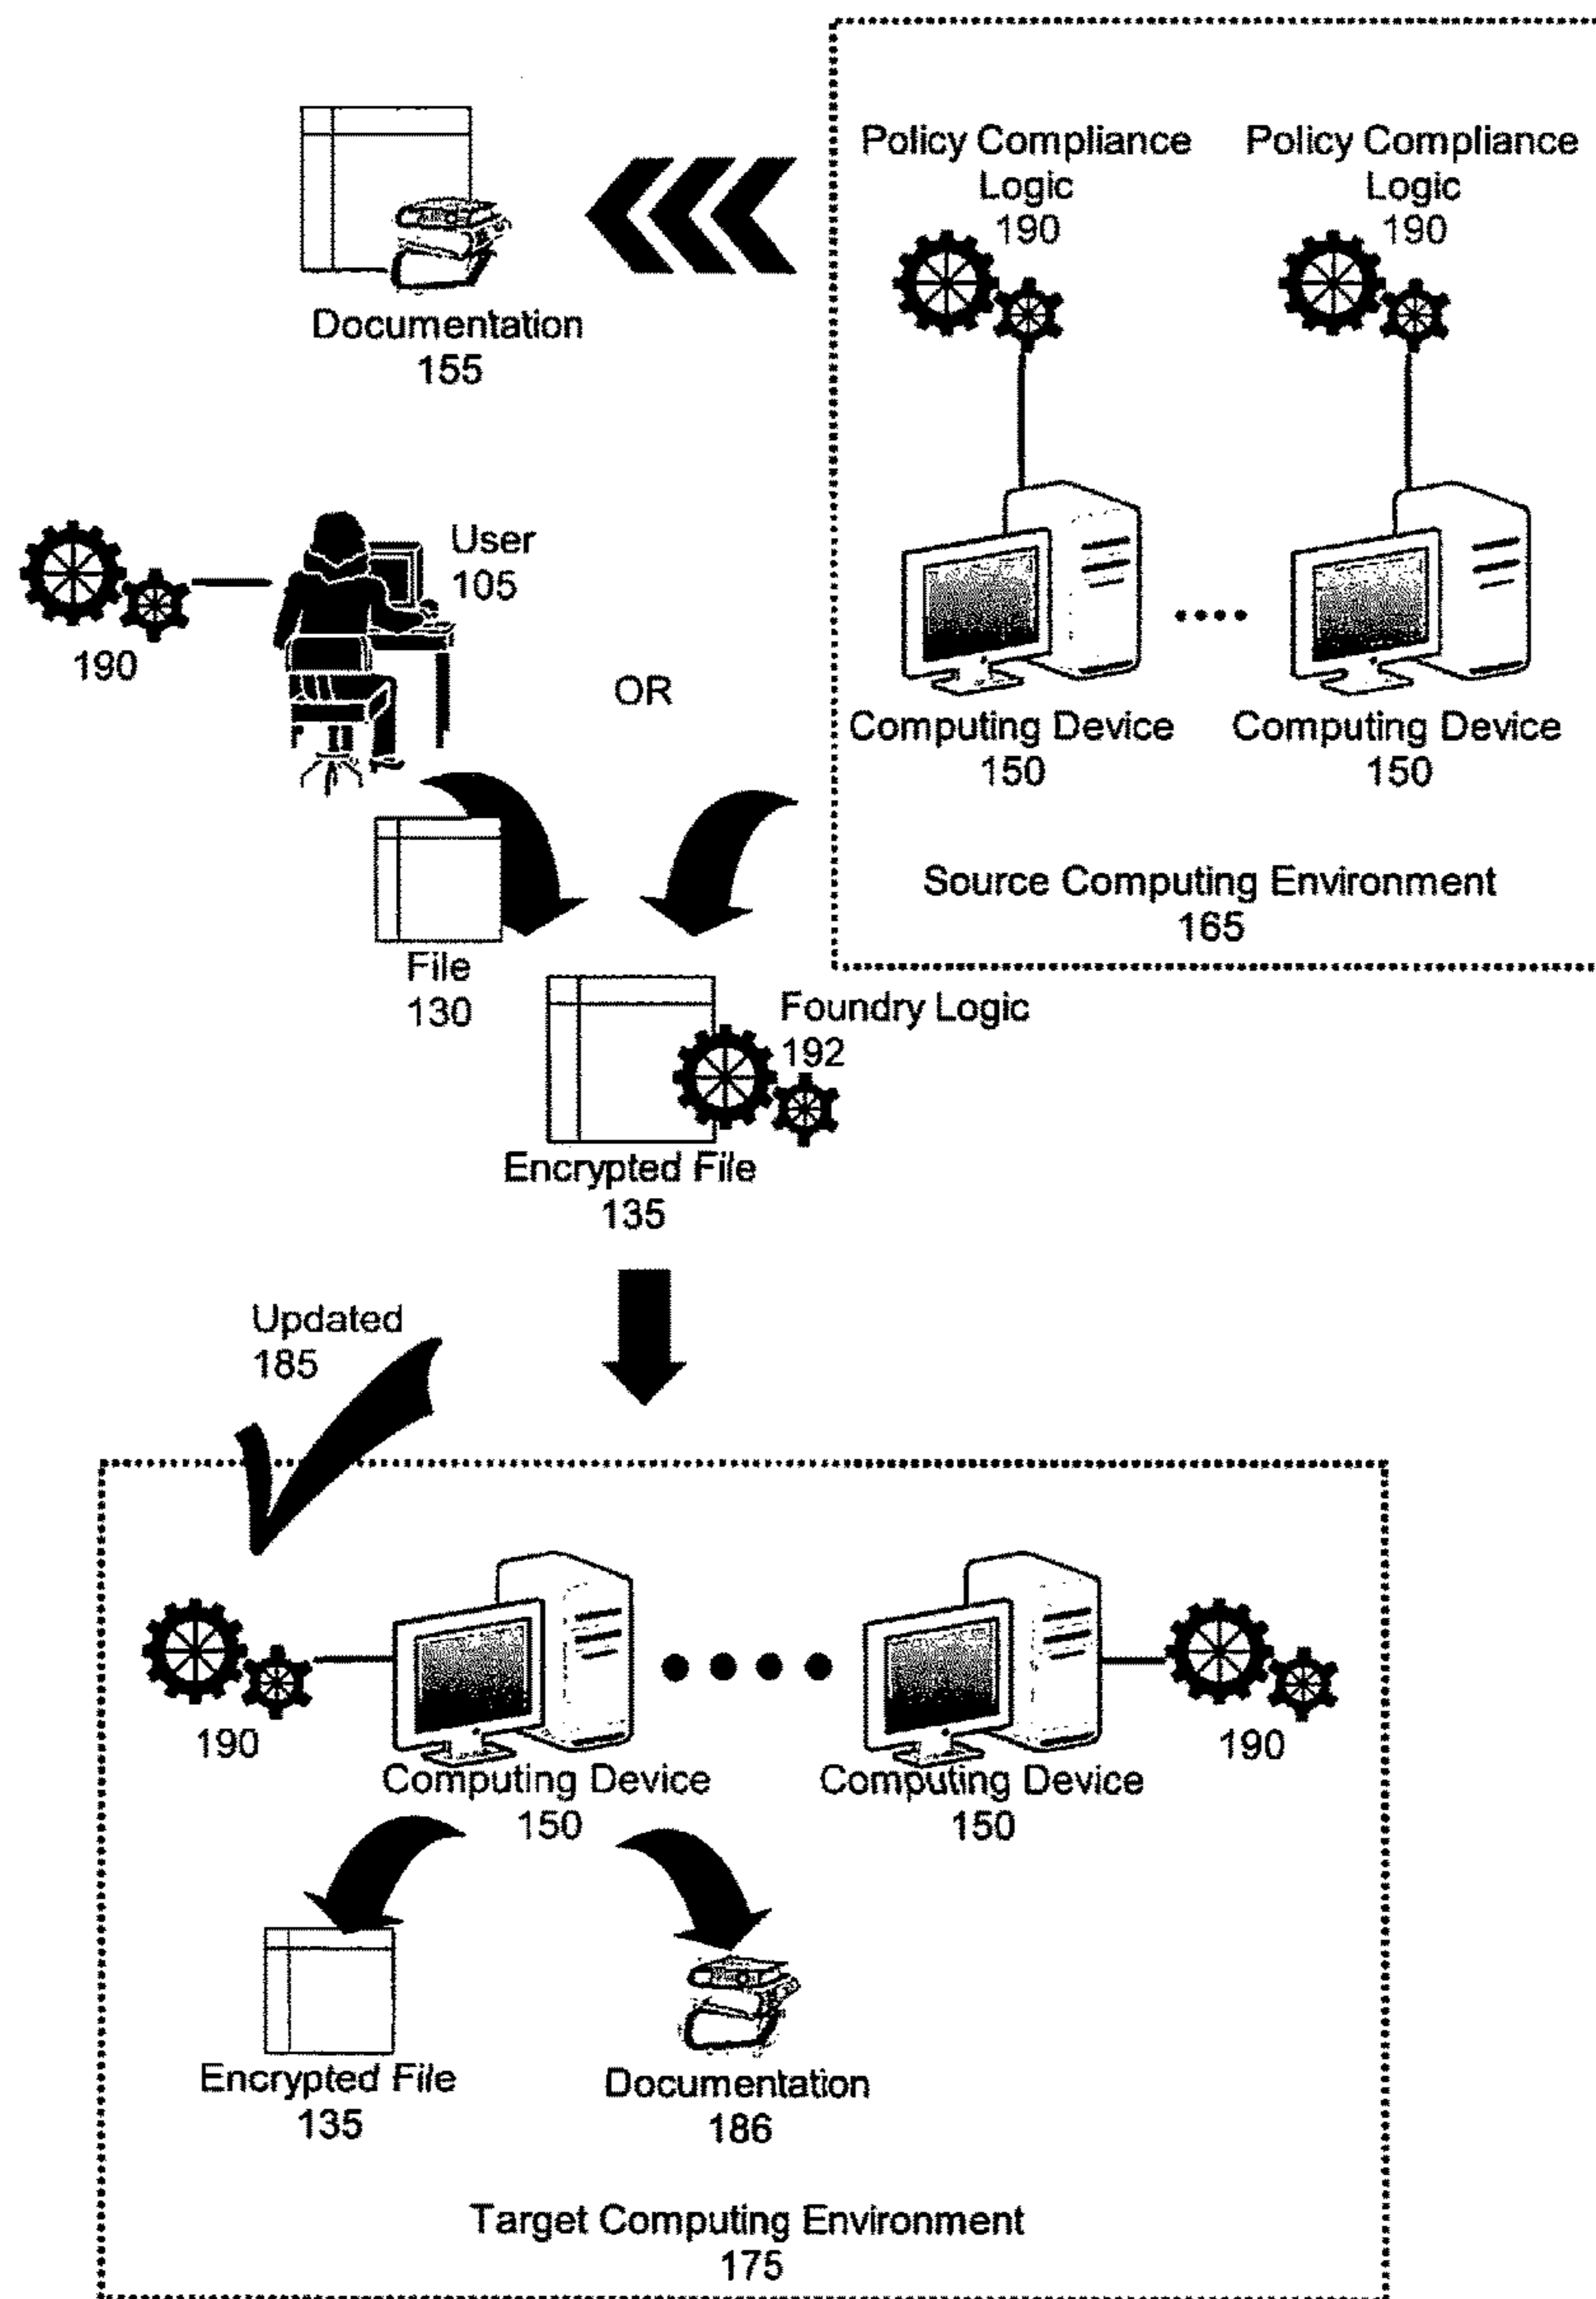 Policy Compliance
Logic
190
Policy Compliance
Logic
190
Documentation
155
User
105
190
OR
Computing Device
150
Computing Device
150
Source Computing Environment
165
File
130
Foundry Logic
192
Encrypted File
135
Updated
185
190
Computing Device
150
Computing Device
150
190
Encrypted File
135
Documentation
186
Target Computing Environment
175